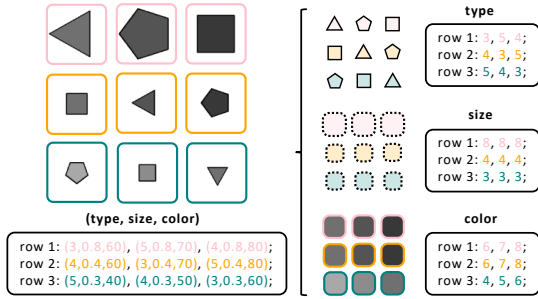 type
row 1: 3, 5, 4;
row 2: 4, 3, 5;
row 3: 5, 4, 3;
size
row 1: 8, 8, 8;
row 2: 4, 4, 4;
row 3: 3, 3, 3;
(type, size, color)
row 1: (3,0.8,60), (5,0.8,70), (4,0.8,80);
row 2: (4,0.4,60), (3,0.4,70), (5,0.4,80);
row 3: (5,0.3,40), (4,0.3,50), (3,0.3,60);
color
row 1: 6, 7, 8;
row 2: 6, 7, 8;
row 3: 4, 5, 6;